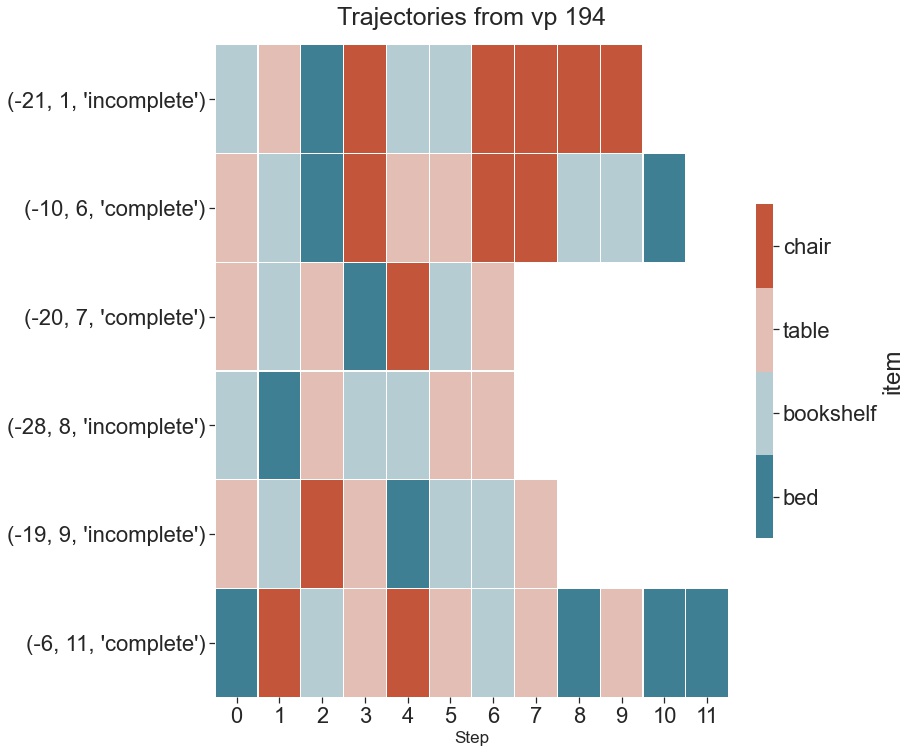 Trajectories from vp 194
(-21, 1, 'incomplete')
(-10, 6, 'complete')
(-20, 7, 'complete')
(-28, 8, 'incomplete')
(-19, 9, 'incomplete')
(-6, 11, 'complete')
0 1 2 3 4 5 6 7 8 9 10 11
Step
chair
table
bookshelf
bed
item